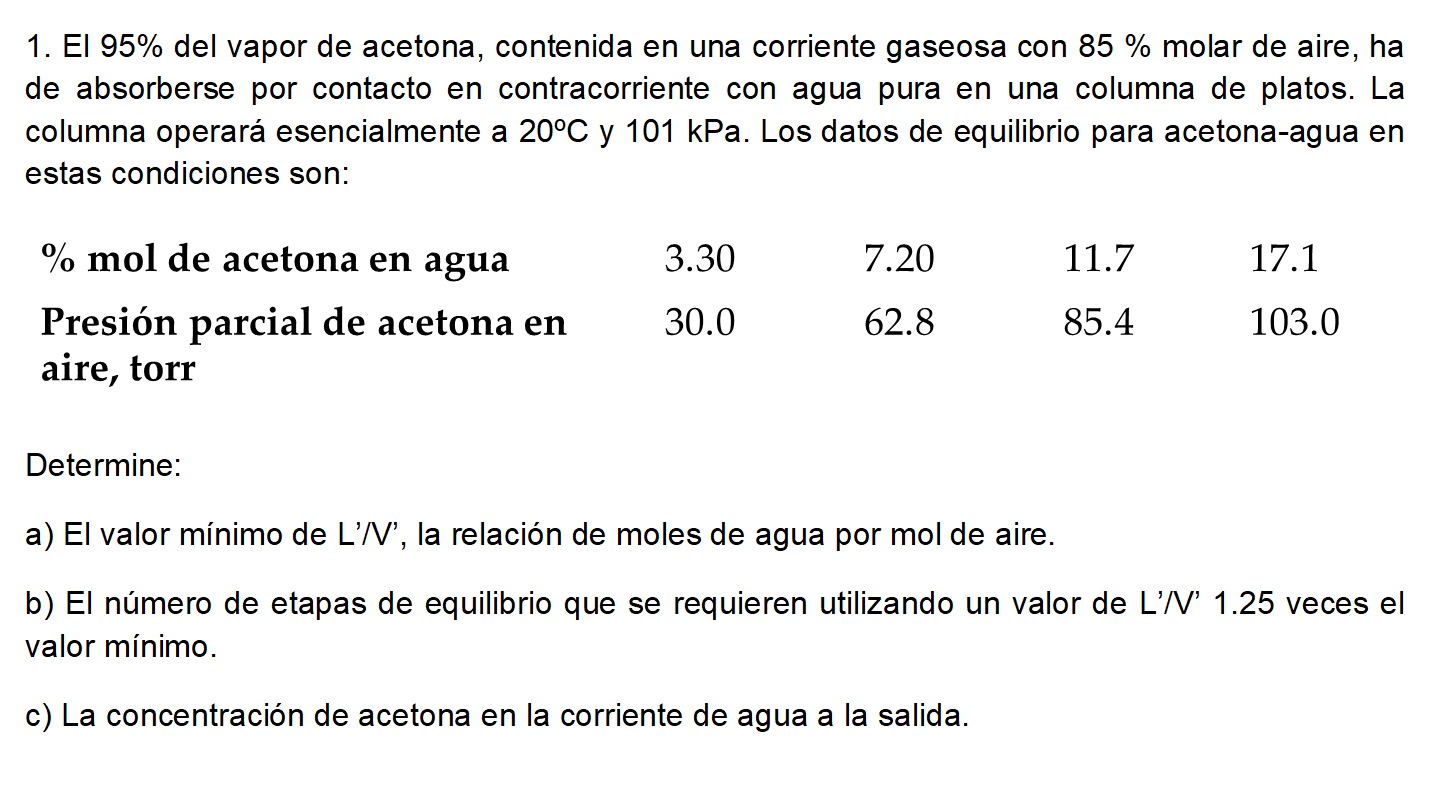 1. El 95% del vapor de acetona, contenida en una corriente gaseosa con 85 % molar de aire, ha
de absorberse por contacto en contracorriente con agua pura en una columna de platos. La
columna operará esencialmente a 20ºC y 101 kPa. Los datos de equilibrio para acetona-agua en
estas condiciones son:
% mol de acetona en agua 3.30 7.20 11.7 17.1
Presión parcial de acetona en 30.0 62.8 85.4 103.0
aire, torr
Determine:
a) El valor mínimo de L’/V’, la relación de moles de agua por mol de aire.
b) El número de etapas de equilibrio que se requieren utilizando un valor de L’/V’ 1.25 veces el
valor mínimo.
c) La concentración de acetona en la corriente de agua a la salida.